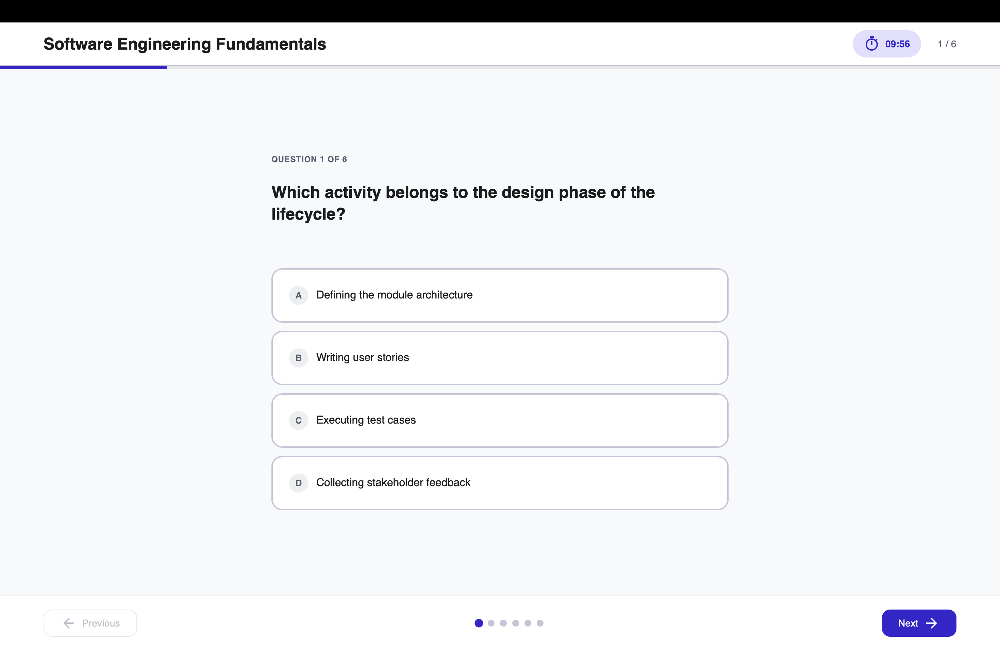 Software Engineering Fundamentals
09:56
1 / 6
QUESTION 1 OF 6
Which activity belongs to the design phase of the
lifecycle?
A Defining the module architecture
B Writing user stories
C Executing test cases
D Collecting stakeholder feedback
Previous
Next